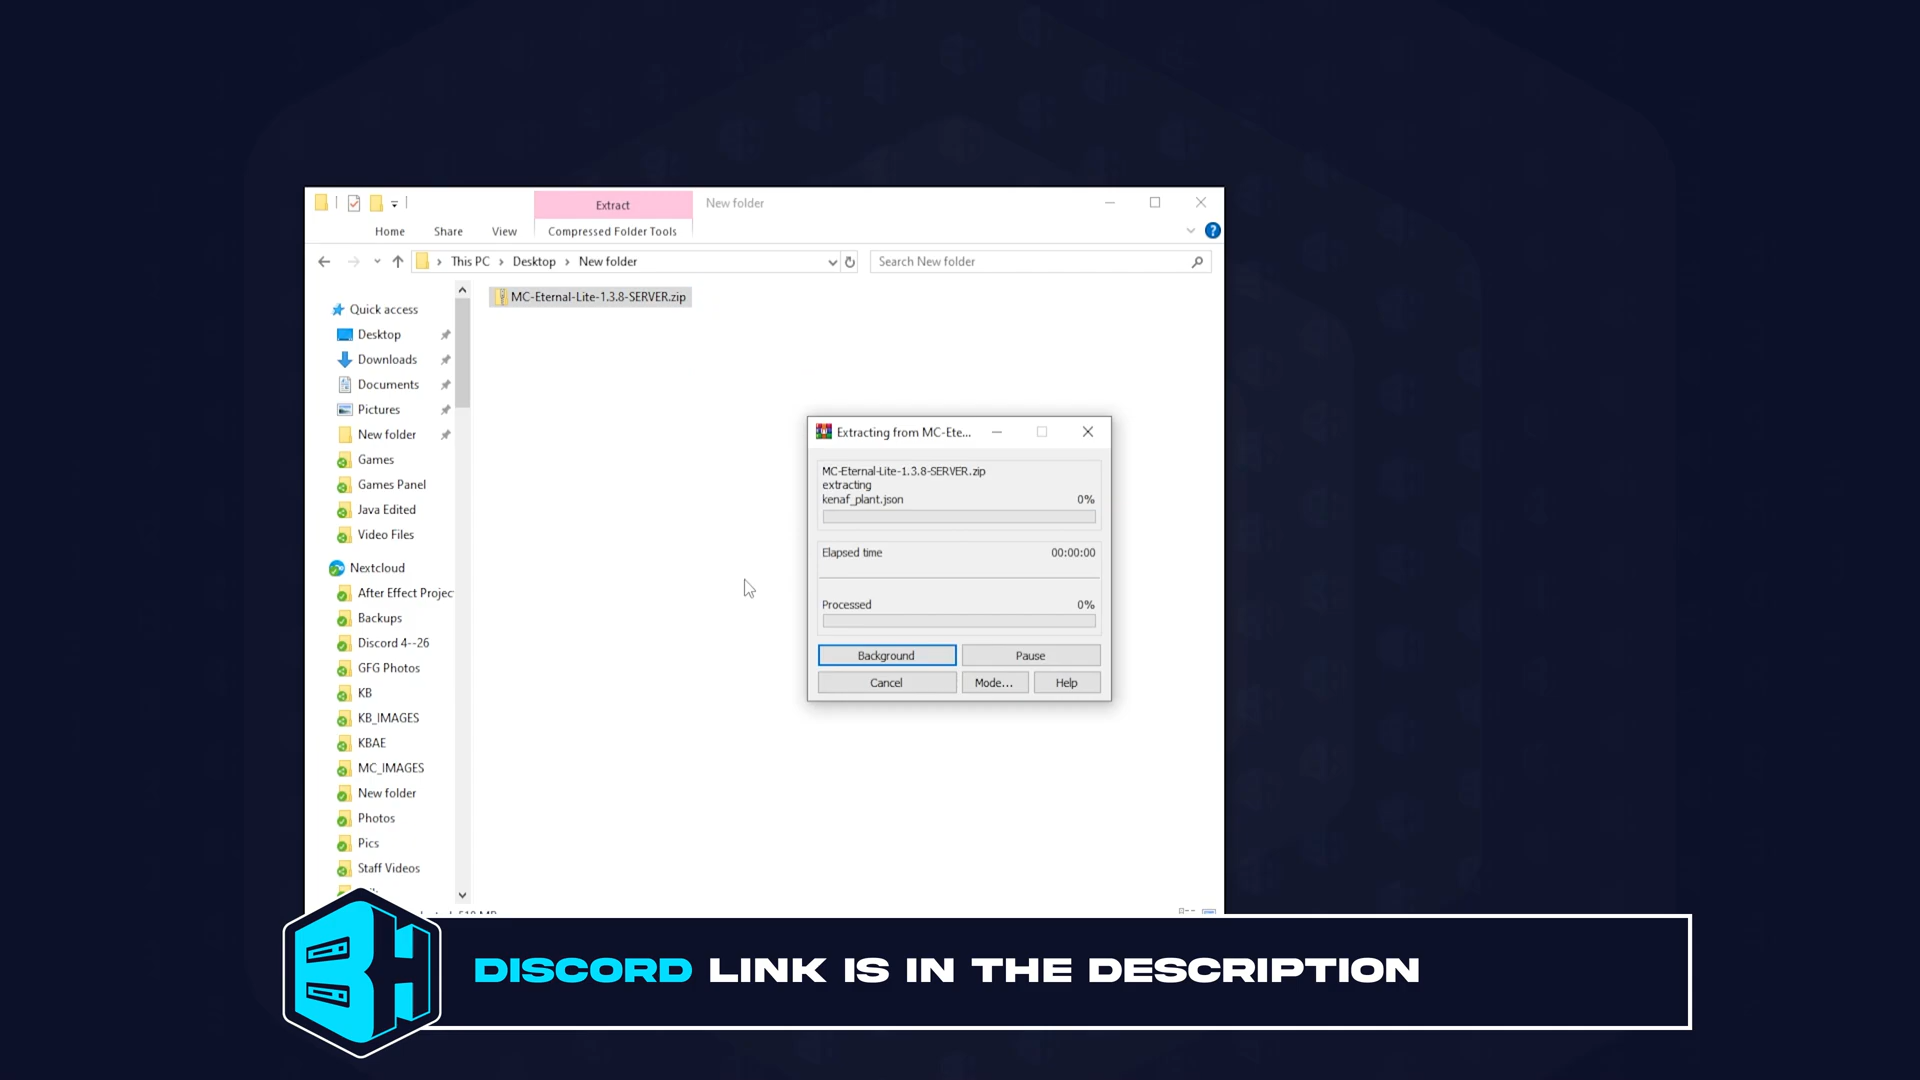 Extract
New folder
Home
Share
View
Compressed Folder Tools
This PC
Desktop
New folder
Search New folder
Quick access
Desktop
Downloads
Documents
Pictures
New folder
Games
Games Panel
Java Edited
Video Files
Nextcloud
After Effect Projec
Backups
Discord 4--26
GFG Photos
KB
KB_IMAGES
KBAE
MC_IMAGES
New folder
Photos
Pics
Staff Videos
MC-Eternal-Lite-1.3.8-SERVER.zip
Extracting from MC-Ete...
MC-Eternal-Lite-1.3.8-SERVER.zip
extracting
kenaf_plant.json 0%
Elapsed time 00:00:00
Processed 0%
Background
Pause
Cancel
Mode...
Help
DISCORD LINK IS IN THE DESCRIPTION